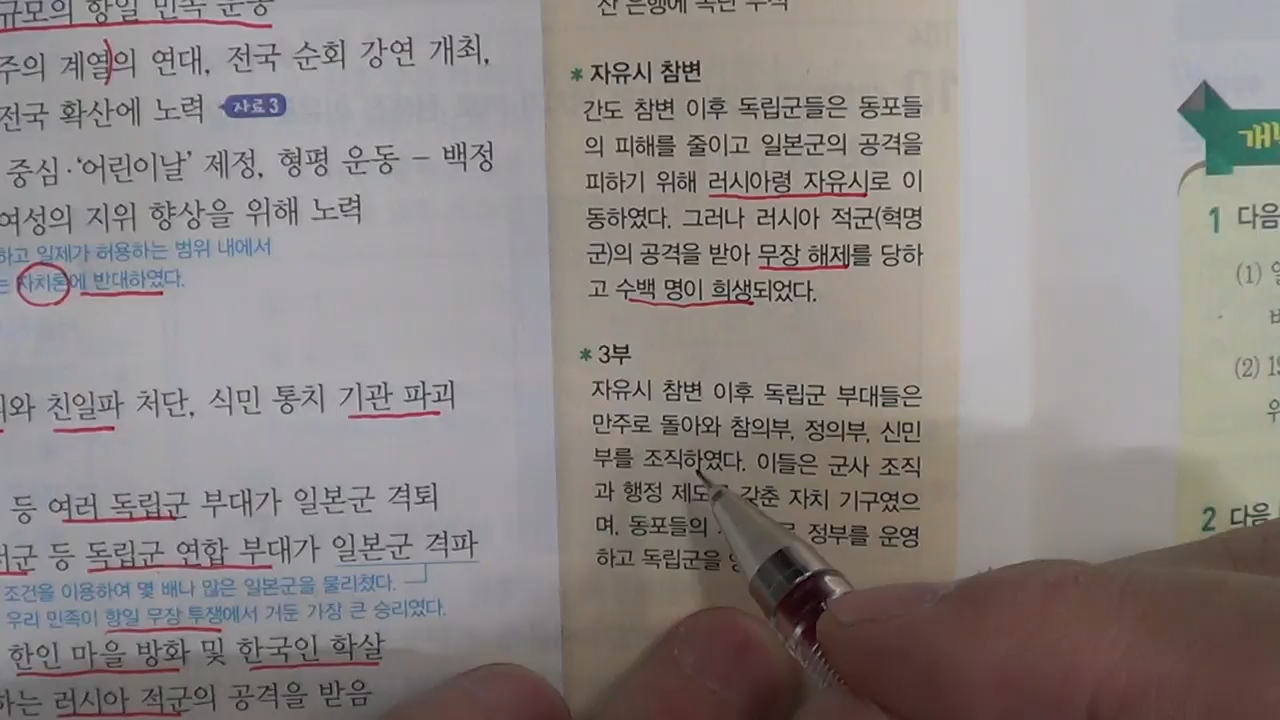 규모의 항일 민족 운동
주의 계열의 연대, 전국 순회 강연 개최,
전국 확산에 노력 자료 3
중심·‘어린이날’ 제정, 형평 운동 – 백정
여성의 지위 향상을 위해 노력
하고 일제가 허용하는 범위 내에서
는 자치론에 반대하였다.
와 친일파 처단, 식민 통치 기관 파괴
등 여러 독립군 부대가 일본군 격퇴
등 독립군 연합 부대가 일본군 격파
조건을 이용하여 몇 배나 많은 일본군을 물리쳤다.
우리 민족이 항일 무장 투쟁에서 거둔 가장 큰 승리였다.
한인 마을 방화 및 한국인 학살
하는 러시아 적군의 공격을 받음
* 자유시 참변
간도 참변 이후 독립군들은 동포들
의 피해를 줄이고 일본군의 공격을
피하기 위해 러시아령 자유시로 이
동하였다. 그러나 러시아 적군(혁명
군)의 공격을 받아 무장 해제를 당하
고 수백 명이 희생되었다.
* 3부
자유시 참변 이후 독립군 부대들은
만주로 돌아와 참의부, 정의부, 신민
부를 조직하였다. 이들은 군사 조직
과 행정 갖춘 자치 기구였으
며, 동포들의 정부를 운영
하고 독립군을
1 다음
(1)
(2)
2 다음